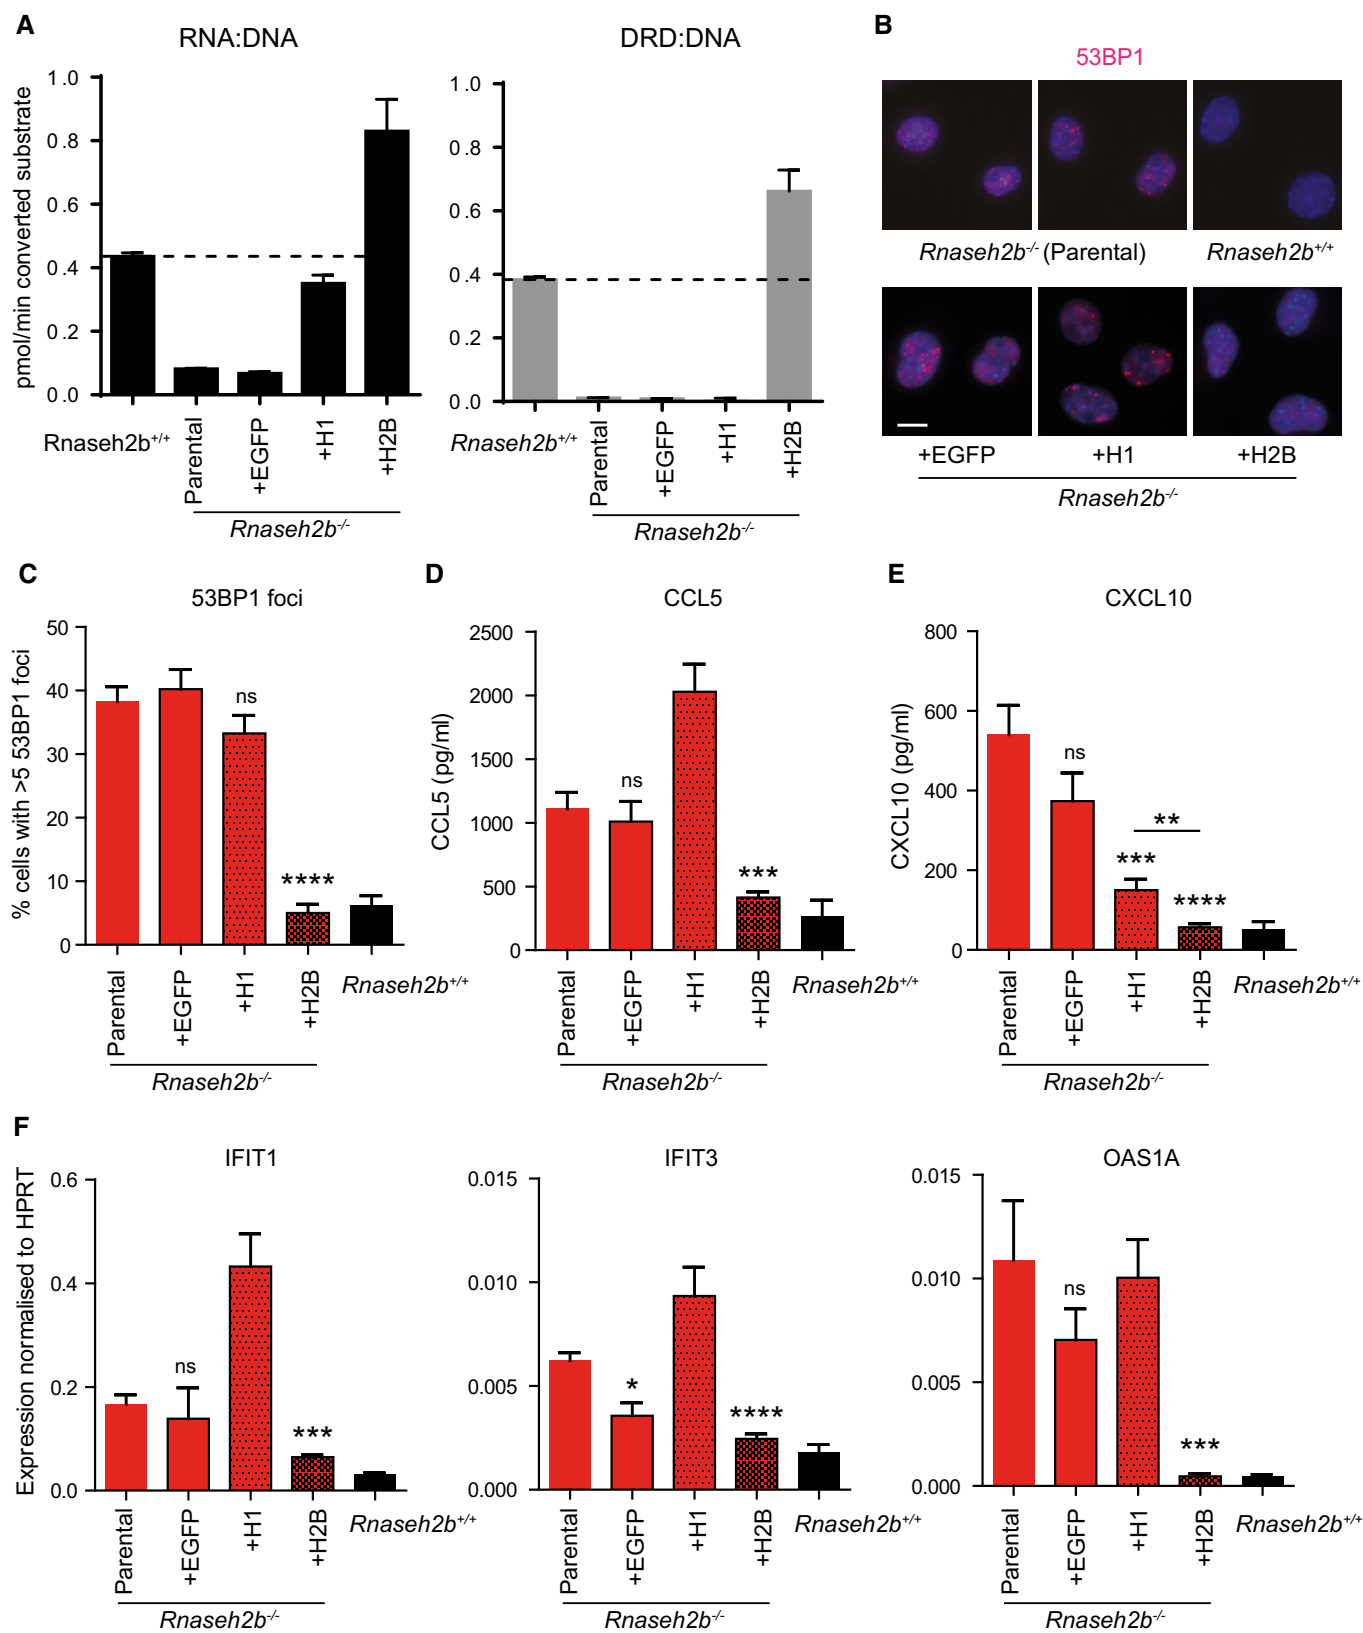 A
RNA:DNA
DRD:DNA
pmol/min converted substrate
1.0
0.8
0.6
0.4
0.2
0.0
Rnaseh2b+/+
Parental
+EGFP
+H1
+H2B
Rnaseh2b-/-
1.0
0.8
0.6
0.4
0.2
0.0
Rnaseh2b+/+
Parental
+EGFP
+H1
+H2B
Rnaseh2b-/-
B
53BP1
Rnaseh2b-/- (Parental)
Rnaseh2b+/+
+EGFP
+H1
+H2B
Rnaseh2b-/-
C
53BP1 foci
% cells with >5 53BP1 foci
50
40
30
20
10
0
ns
****
Parental
+EGFP
+H1
+H2B
Rnaseh2b+/+
Rnaseh2b-/-
D
CCL5
CCL5 (pg/ml)
2500
2000
1500
1000
500
0
ns
***
Parental
+EGFP
+H1
+H2B
Rnaseh2b+/+
Rnaseh2b-/-
E
CXCL10
CXCL10 (pg/ml)
800
600
400
200
0
ns
**
***
****
Parental
+EGFP
+H1
+H2B
Rnaseh2b+/+
Rnaseh2b-/-
F
IFIT1
Expression normalised to HPRT
0.6
0.4
0.2
0.0
ns
***
Parental
+EGFP
+H1
+H2B
Rnaseh2b+/+
Rnaseh2b-/-
IFIT3
0.015
0.010
0.005
0.000
*
****
Parental
+EGFP
+H1
+H2B
Rnaseh2b+/+
Rnaseh2b-/-
OAS1A
0.015
0.010
0.005
0.000
ns
***
Parental
+EGFP
+H1
+H2B
Rnaseh2b+/+
Rnaseh2b-/-